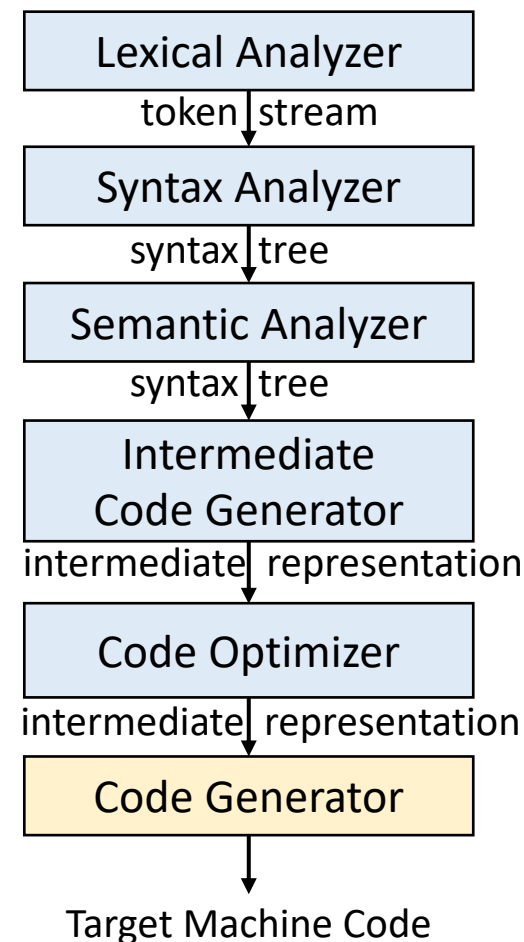 Lexical Analyzer
token stream
Syntax Analyzer
syntax tree
Semantic Analyzer
syntax tree
Intermediate
Code Generator
intermediate representation
Code Optimizer
intermediate representation
Code Generator
Target Machine Code